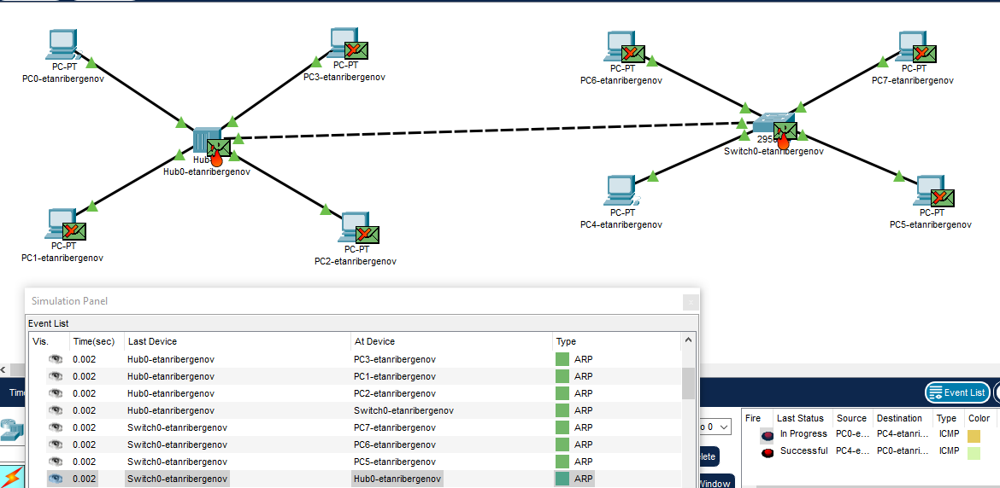 PC-PT
PC0-etanribergenov
PC-PT
PC3-etanribergenov
PC-PT
PC6-etanribergenov
PC-PT
PC7-etanribergenov
Hub0-etanribergenov
Switch0-etanribergenov
PC-PT
PC1-etanribergenov
PC-PT
PC2-etanribergenov
PC-PT
PC4-etanribergenov
PC-PT
PC5-etanribergenov
Simulation Panel
Event List
Vis. Time(sec) Last Device At Device Type
0.002 Hub0-etanribergenov PC3-etanribergenov ARP
0.002 Hub0-etanribergenov PC1-etanribergenov ARP
0.002 Hub0-etanribergenov PC2-etanribergenov ARP
0.002 Hub0-etanribergenov Switch0-etanribergenov ARP
0.002 Switch0-etanribergenov PC7-etanribergenov ARP
0.002 Switch0-etanribergenov PC6-etanribergenov ARP
0.002 Switch0-etanribergenov PC5-etanribergenov ARP
0.002 Switch0-etanribergenov Hub0-etanribergenov ARP
Event List
Fire Last Status Source Destination Type Color
In Progress PC0-e... PC4-etanri... ICMP
Successful PC4-e... PC0-etanri... ICMP
Window